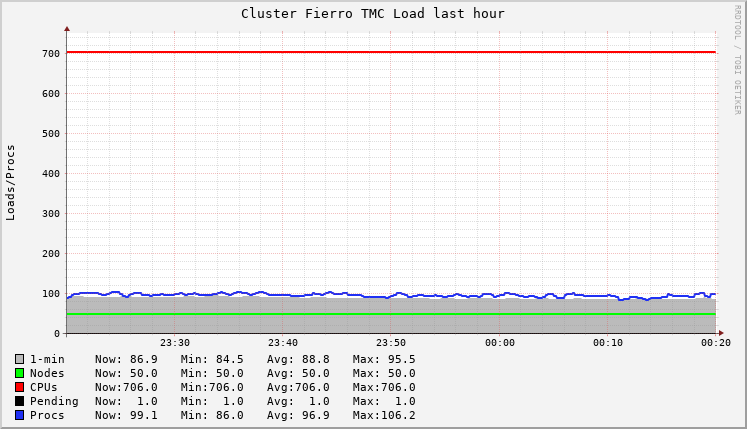 Cluster Fierro TMC Load last hour
RRDTOOL / TOBI OETIKER
Loads/Procs
700
600
500
400
300
200
100
0
23:30 23:40 23:50 00:00 00:10 00:20
1-min Now: 86.9 Min: 84.5 Avg: 88.8 Max: 95.5
Nodes Now: 50.0 Min: 50.0 Avg: 50.0 Max: 50.0
CPUs Now:706.0 Min:706.0 Avg:706.0 Max:706.0
Pending Now: 1.0 Min: 1.0 Avg: 1.0 Max: 1.0
Procs Now: 99.1 Min: 86.0 Avg: 96.9 Max:106.2